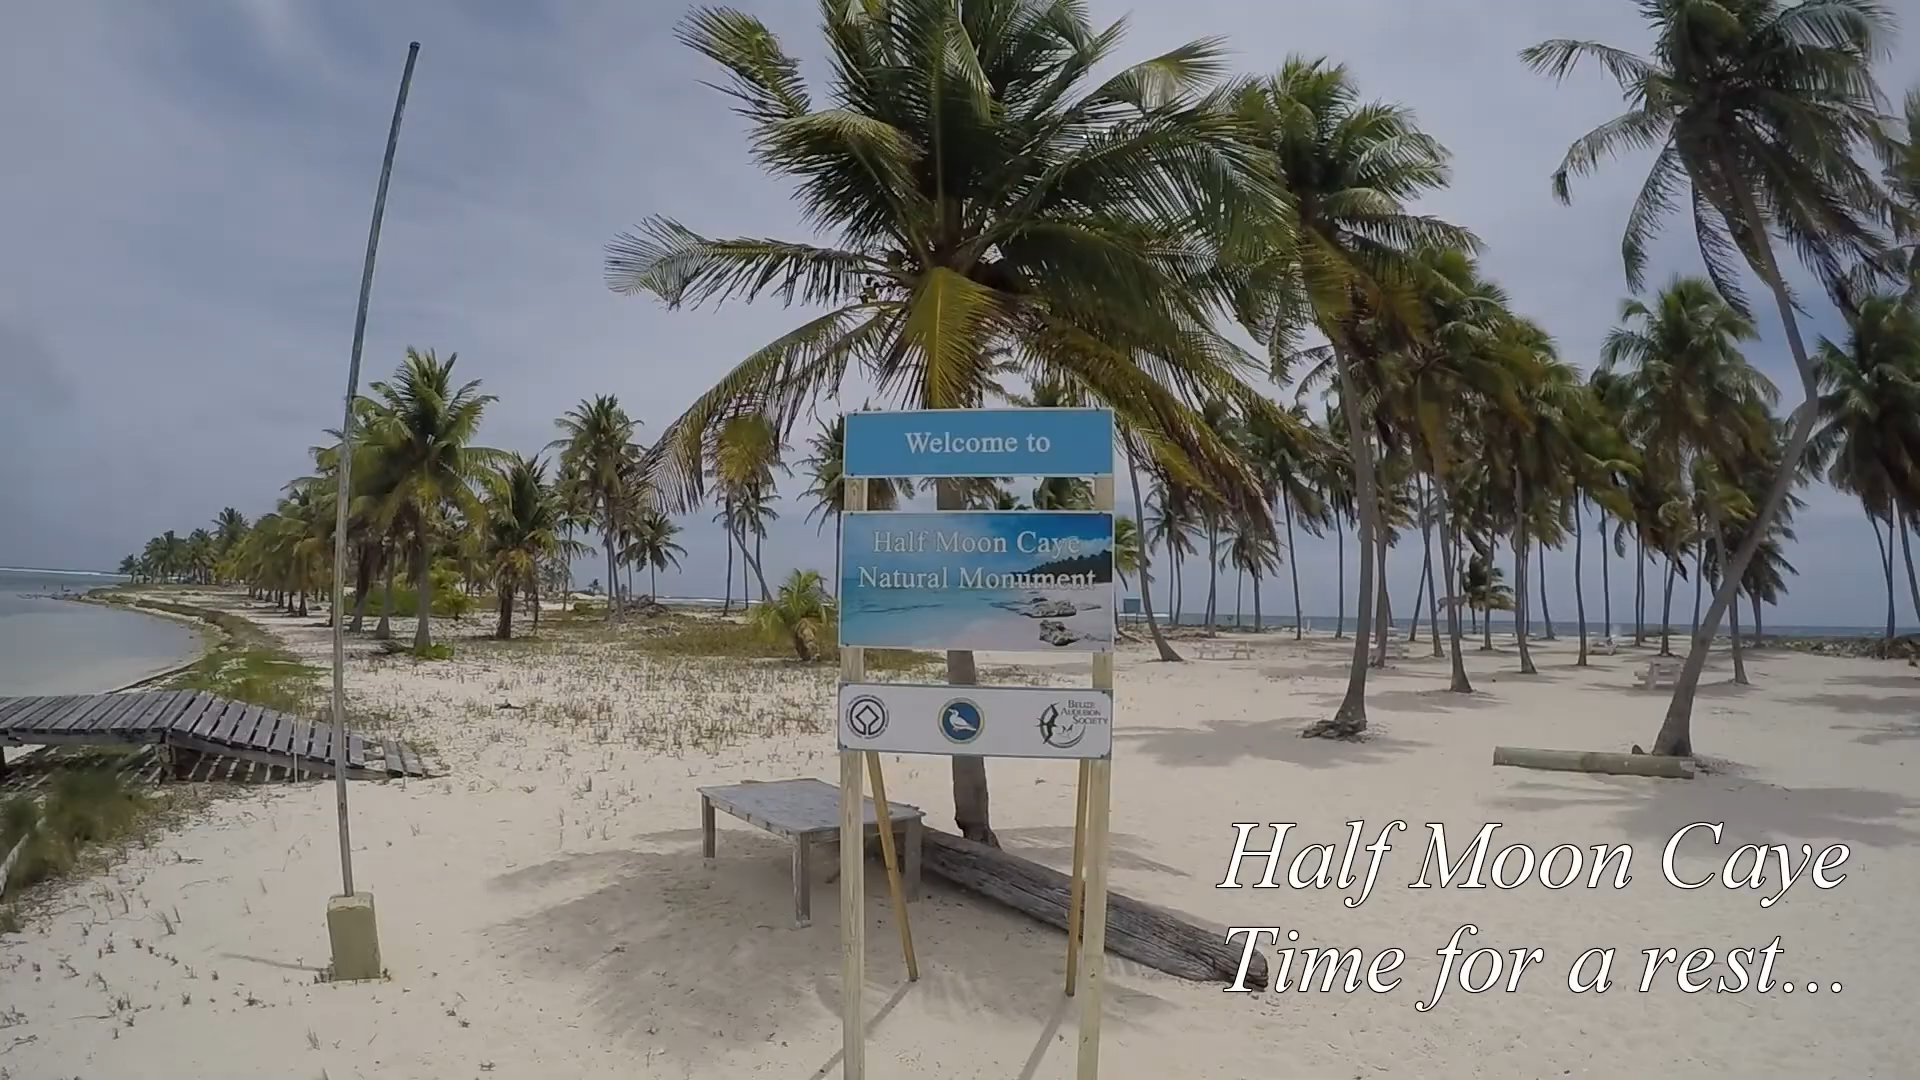 Welcome to
Half Moon Caye
Natural Monument
BELIZE
AUDUBON
SOCIETY
Half Moon Caye
Time for a rest...